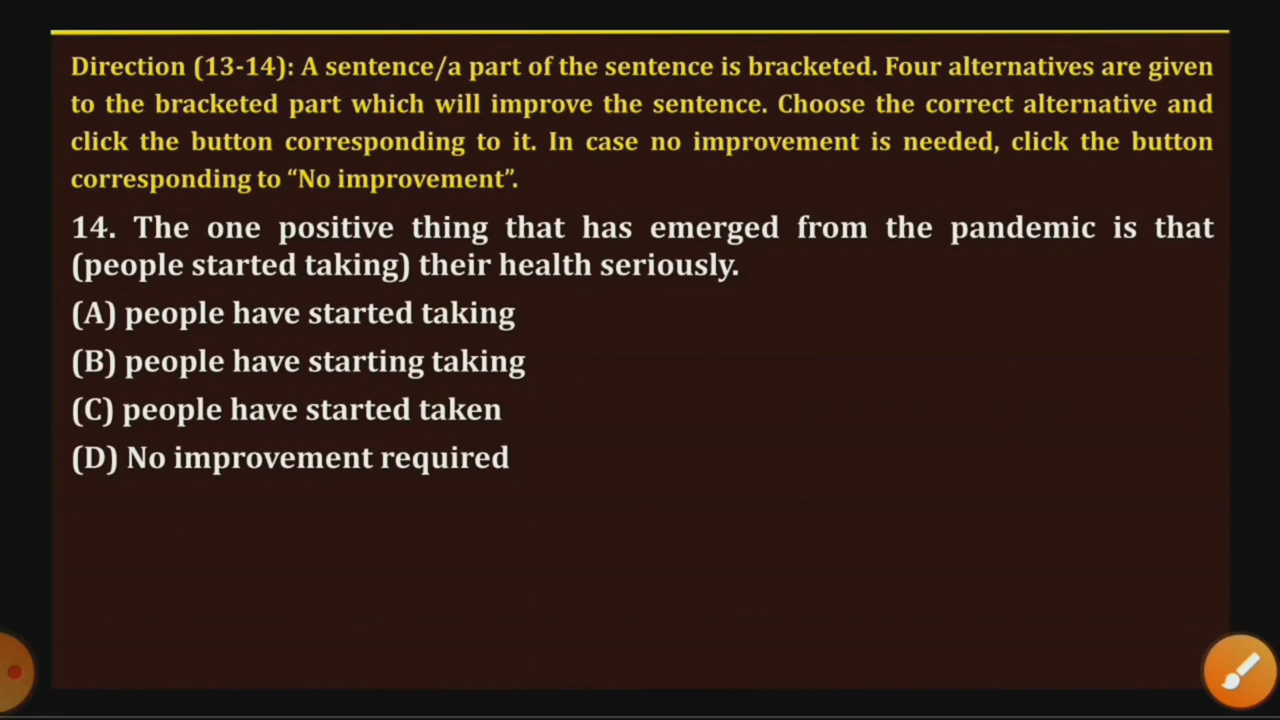 Direction (13-14): A sentence/a part of the sentence is bracketed. Four alternatives are given
to the bracketed part which will improve the sentence. Choose the correct alternative and
click the button corresponding to it. In case no improvement is needed, click the button
corresponding to “No improvement”.
14. The one positive thing that has emerged from the pandemic is that
(people started taking) their health seriously.
(A) people have started taking
(B) people have starting taking
(C) people have started taken
(D) No improvement required